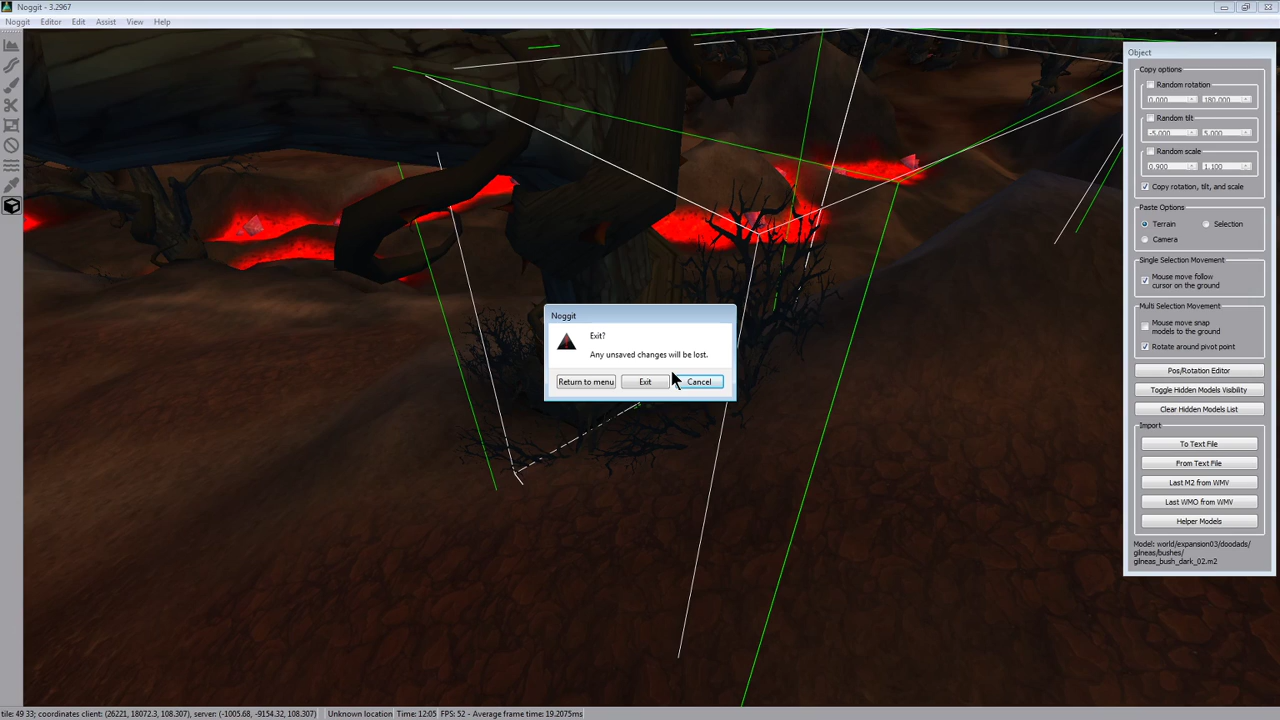 Noggit - 3.2967
Noggit Editor Edit Assist View Help
Object
Copy options
Random rotation
0.000 180.000
Random tilt
-5.000 5.000
Random scale
0.900 1.100
Copy rotation, tilt, and scale
Paste Options
Terrain Selection
Camera
Single Selection Movement
Mouse move follow
cursor on the ground
Multi Selection Movement
Mouse move snap
models to the ground
Rotate around pivot point
Pos/Rotation Editor
Toggle Hidden Models Visibility
Clear Hidden Models List
Import
To Text File
From Text File
Last M2 from WMV
Last WMO from WMV
Helper Models
Model: world/expansion03/doodads/
gilneas/bushes/
gilneas_bush_dark_02.m2
Noggit
Exit?
Any unsaved changes will be lost.
Return to menu Exit Cancel
tile: 49 33; coordinates client: (26221, 18072.3, 108.307), server: (-1005.68, -9154.32, 108.307) Unknown location Time: 12:05 FPS: 52 - Average frame time: 19.2075ms